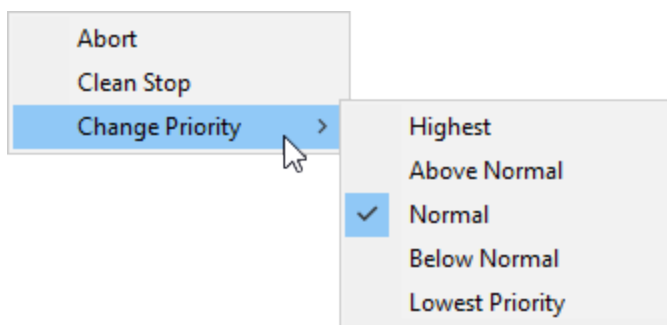 Abort
Clean Stop
Change Priority
Highest
Above Normal
Normal
Below Normal
Lowest Priority